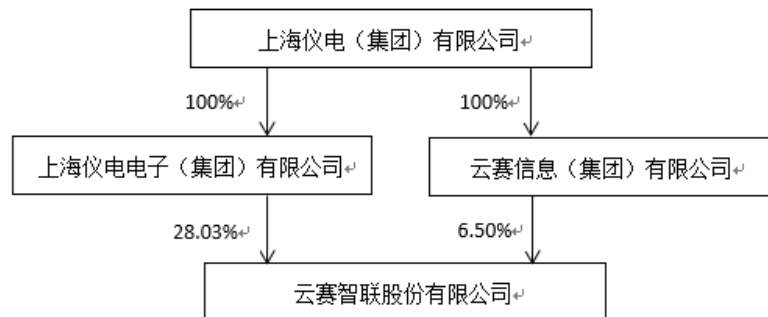 上海仪电（集团）有限公司
100%
100%
上海仪电电子（集团）有限公司
云赛信息（集团）有限公司
28.03%
6.50%
云赛智联股份有限公司